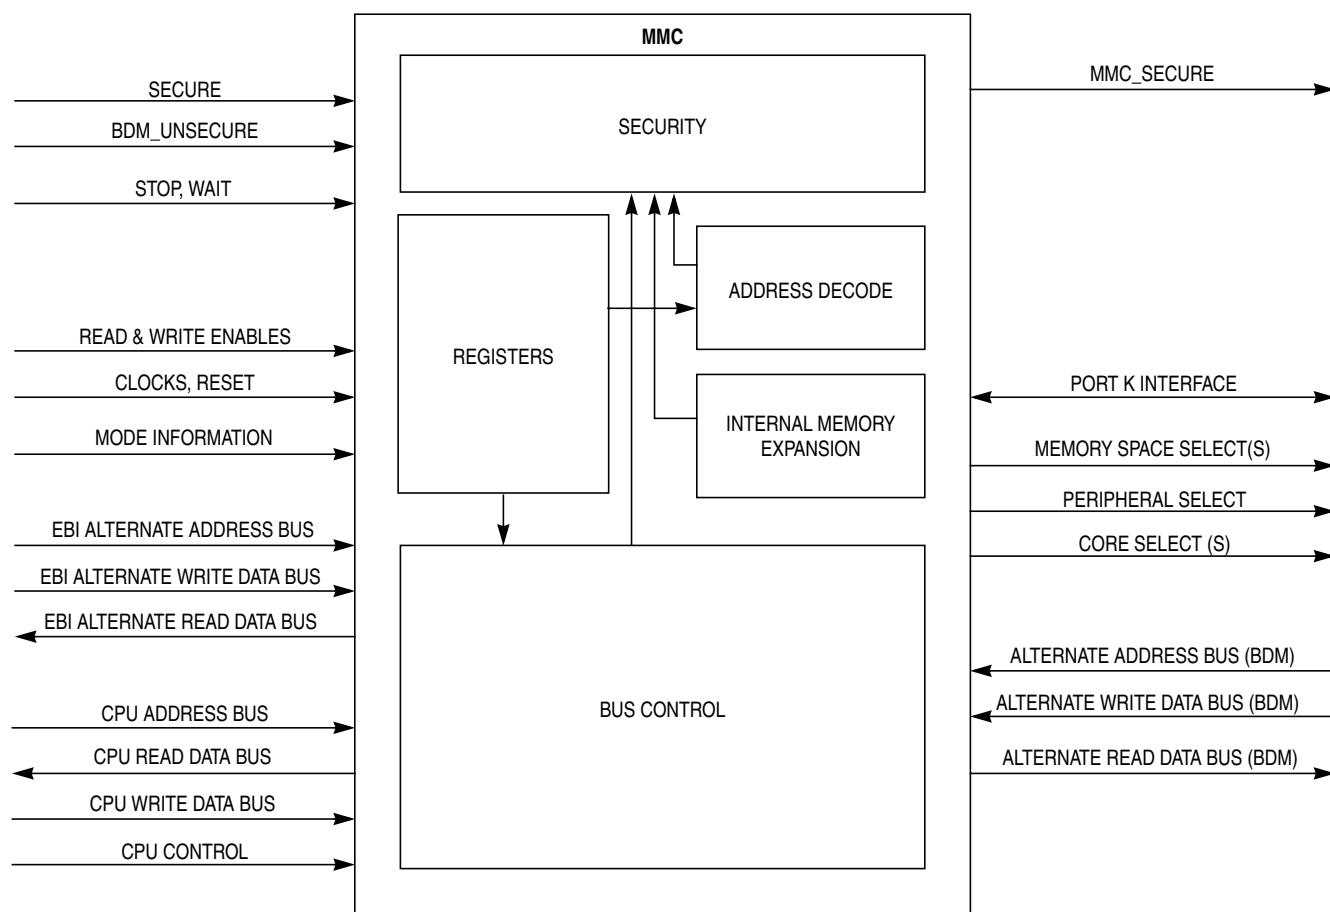 MMC
SECURE
BDM_UNSECURE
STOP, WAIT
READ & WRITE ENABLES
CLOCKS, RESET
MODE INFORMATION
EBI ALTERNATE ADDRESS BUS
EBI ALTERNATE WRITE DATA BUS
EBI ALTERNATE READ DATA BUS
CPU ADDRESS BUS
CPU READ DATA BUS
CPU WRITE DATA BUS
CPU CONTROL
SECURITY
REGISTERS
ADDRESS DECODE
INTERNAL MEMORY
EXPANSION
BUS CONTROL
MMC_SECURE
PORT K INTERFACE
MEMORY SPACE SELECT(S)
PERIPHERAL SELECT
CORE SELECT (S)
ALTERNATE ADDRESS BUS (BDM)
ALTERNATE WRITE DATA BUS (BDM)
ALTERNATE READ DATA BUS (BDM)